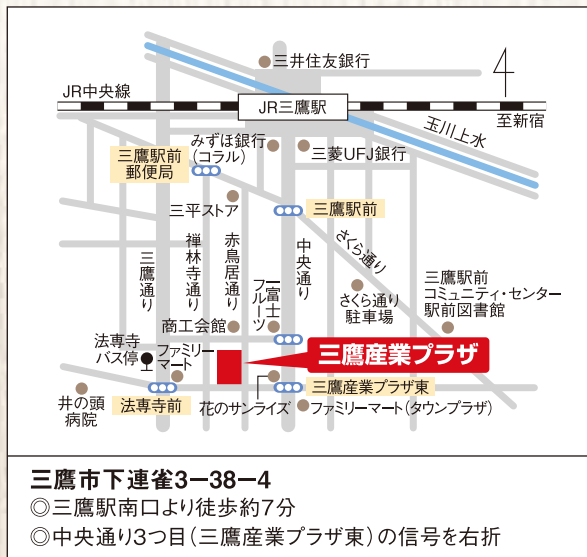 三井住友銀行
JR中央線
JR三鷹駅
至新宿
玉川上水
みずほ銀行
(コラル)
三菱UFJ銀行
三鷹駅前
郵便局
三平ストア
三鷹駅前
三鷹通り
禅林寺通り
赤鳥居通り
中央通り
さくら通り
一富士
フルーツ
さくら通り
駐車場
三鷹駅前
コミュニティ・センター
駅前図書館
商工会館
法専寺
バス停
ファミリー
マート
三鷹産業プラザ
井の頭
病院
法専寺前
花のサンライズ
三鷹産業プラザ東
ファミリーマート(タウンプラザ)
三鷹市下連雀3−38−4
◎三鷹駅南口より徒歩約7分
◎中央通り3つ目(三鷹産業プラザ東)の信号を右折